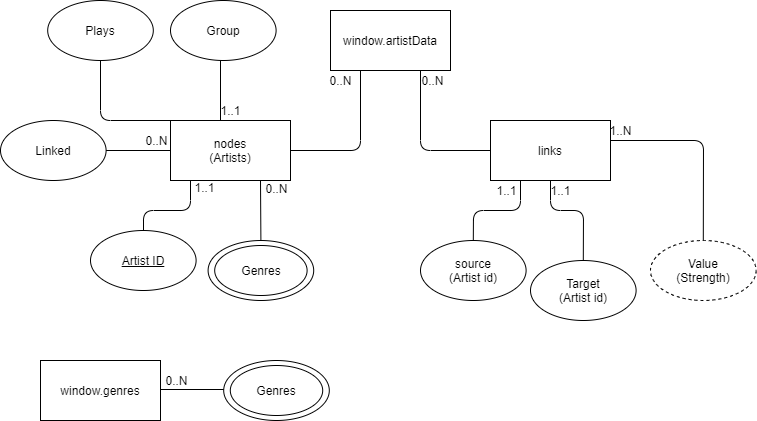 Plays
Group
window.artistData
0..N
0..N
1..1
nodes
(Artists)
Linked
0..N
links
1..N
1..1
0..N
1..1
1..1
Artist ID
Genres
source
(Artist id)
Target
(Artist id)
Value
(Strength)
window.genres
0..N
Genres